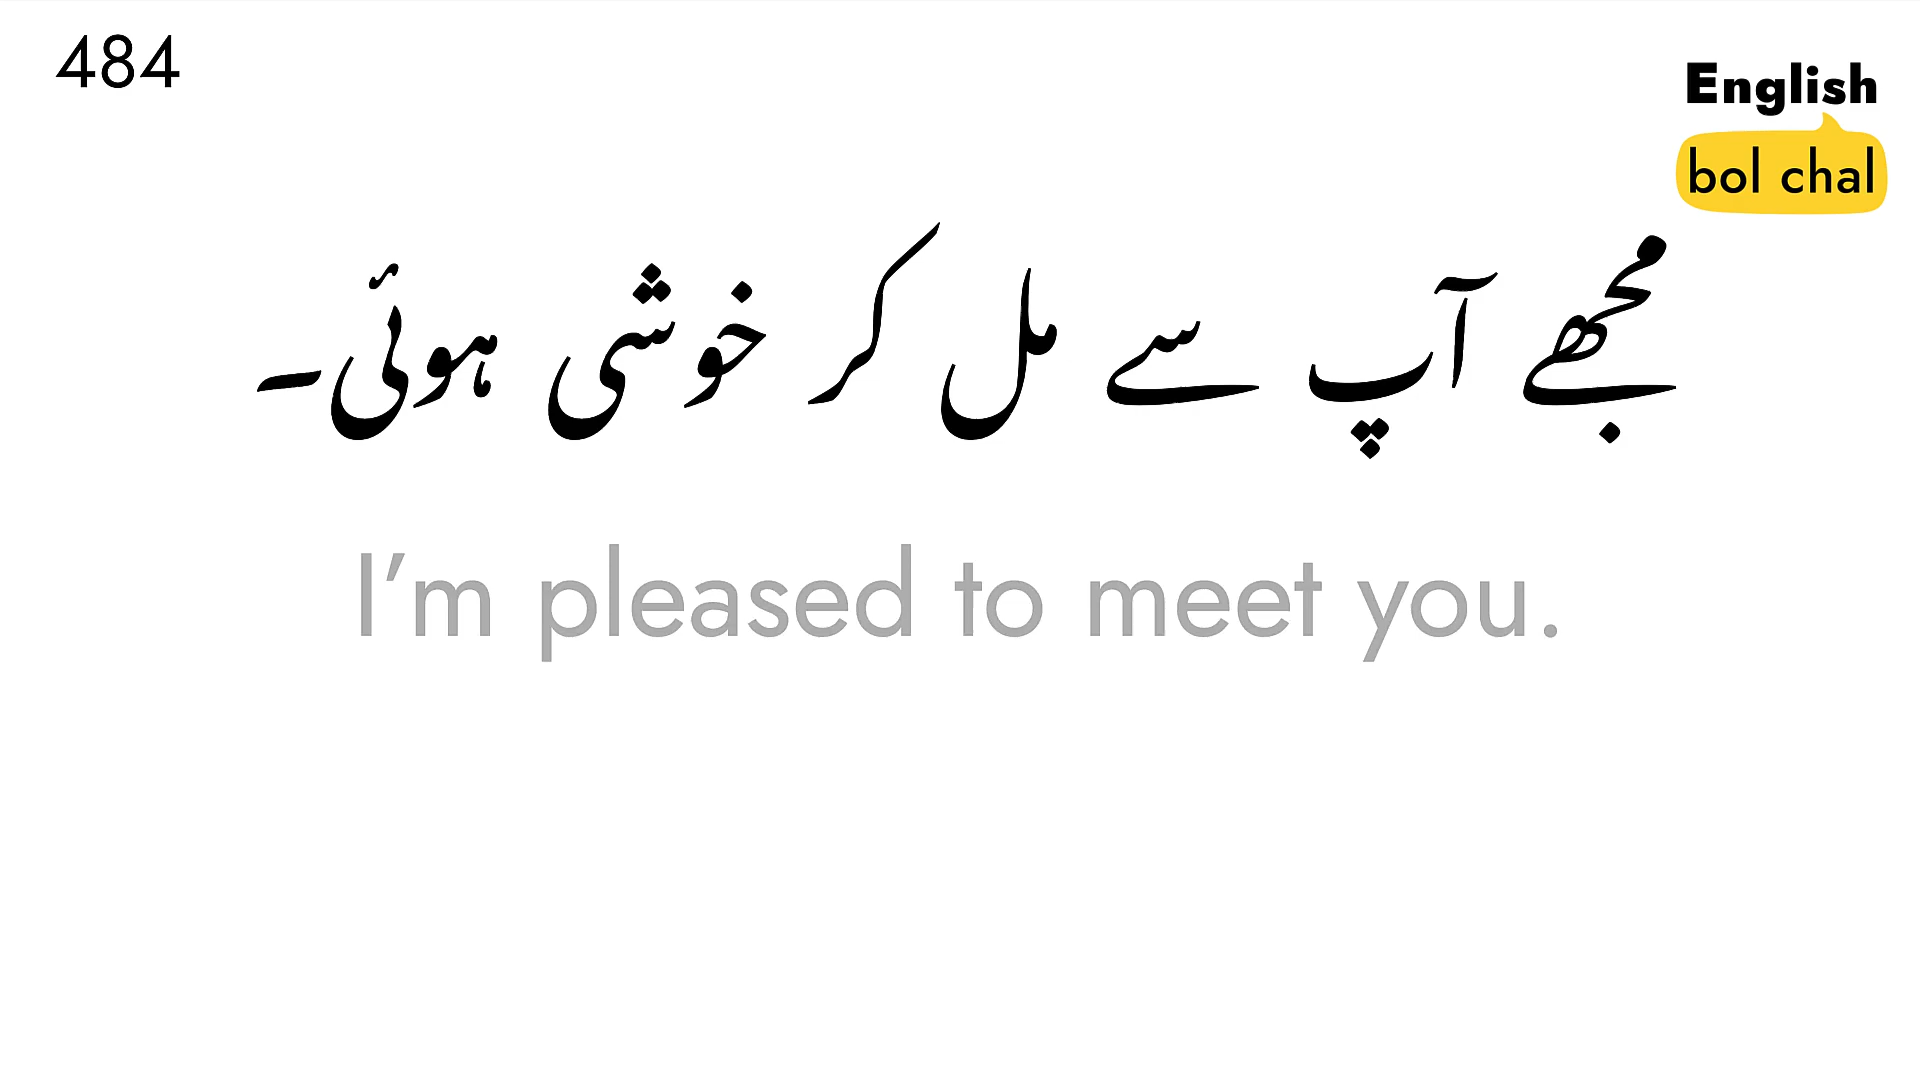 484
English
bol chal
مجھے آپ سے مل کر خوشی ہوئی۔
I’m pleased to meet you.